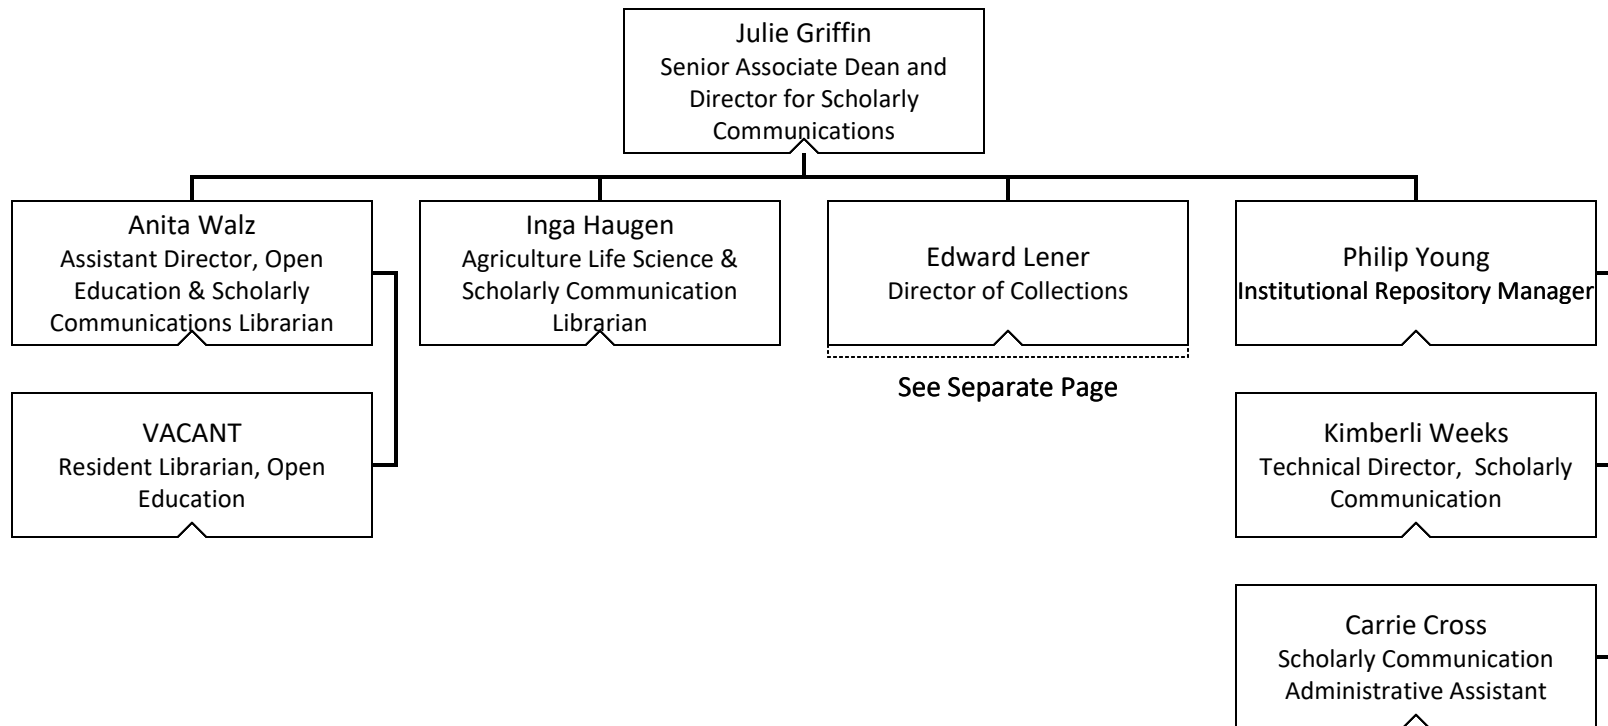 Julie Griffin
Senior Associate Dean and
Director for Scholarly
Communications
Anita Walz
Assistant Director, Open
Education & Scholarly
Communications Librarian
Inga Haugen
Agriculture Life Science &
Scholarly Communication
Librarian
Edward Lener
Director of Collections
See Separate Page
Philip Young
Institutional Repository Manager
VACANT
Resident Librarian, Open
Education
Kimberli Weeks
Technical Director,  Scholarly
Communication
Carrie Cross
Scholarly Communication
Administrative Assistant